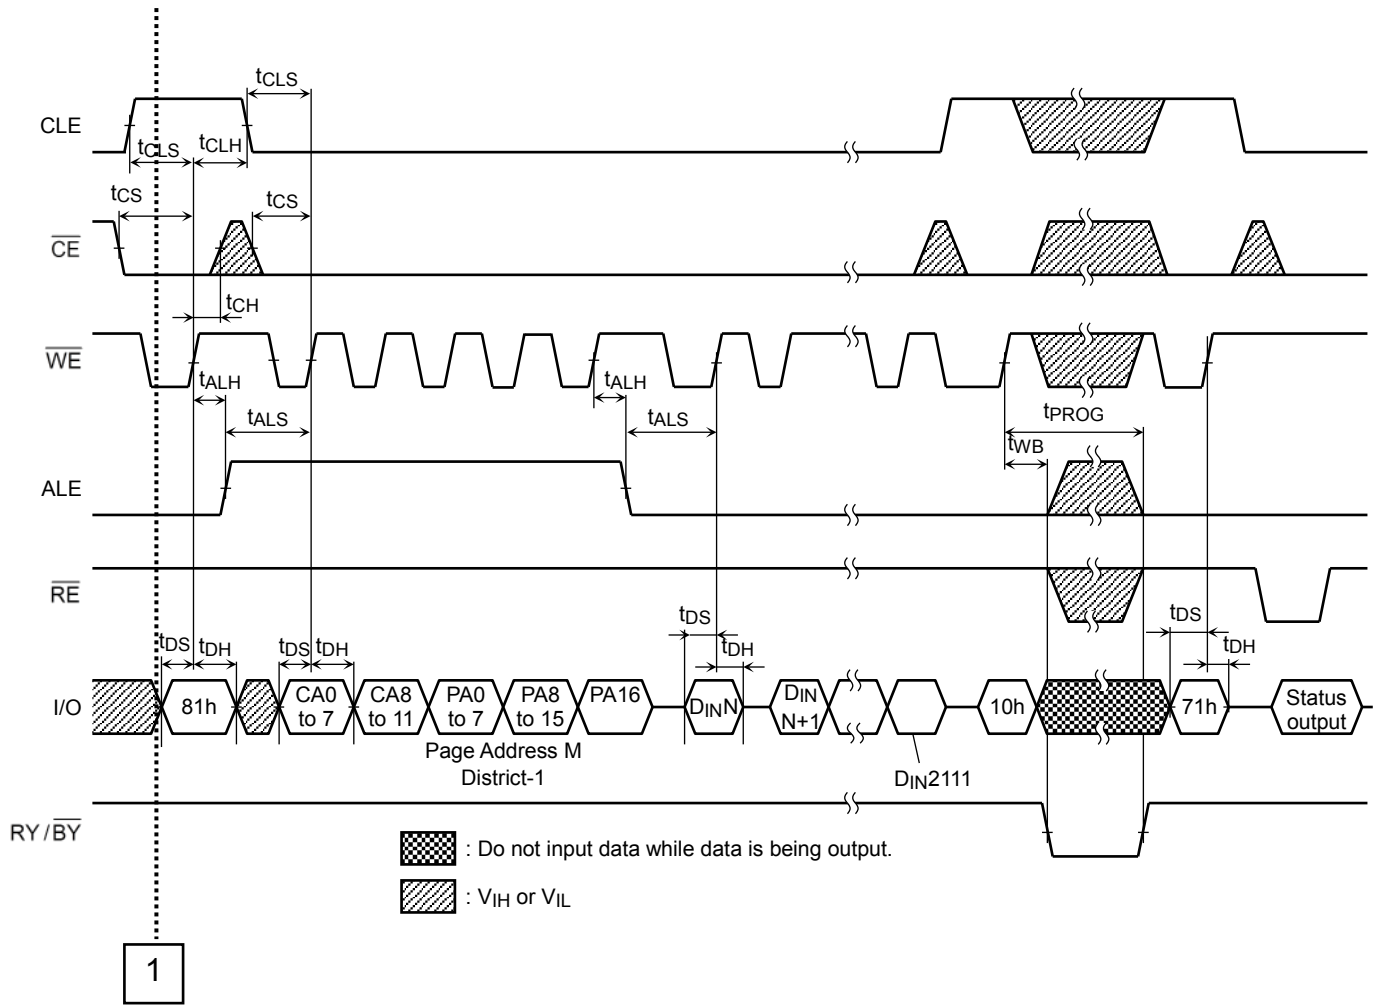 tCLS
CLE
tCLS
tCLH
tCS
tCS
CE
tCH
WE
tALH
tALH
tALS
tALS
tPROG
tWB
ALE
RE
tDS
tDH
tDS
tDH
tDS
tDH
tDS
tDH
I/O
81h
CA0 to 7
CA8 to 11
PA0 to 7
PA8 to 15
PA16
DINN
DIN N+1
10h
71h
Status output
Page Address M
District-1
DIN2111
RY/BY
: Do not input data while data is being output.
: VIH or VIL
1